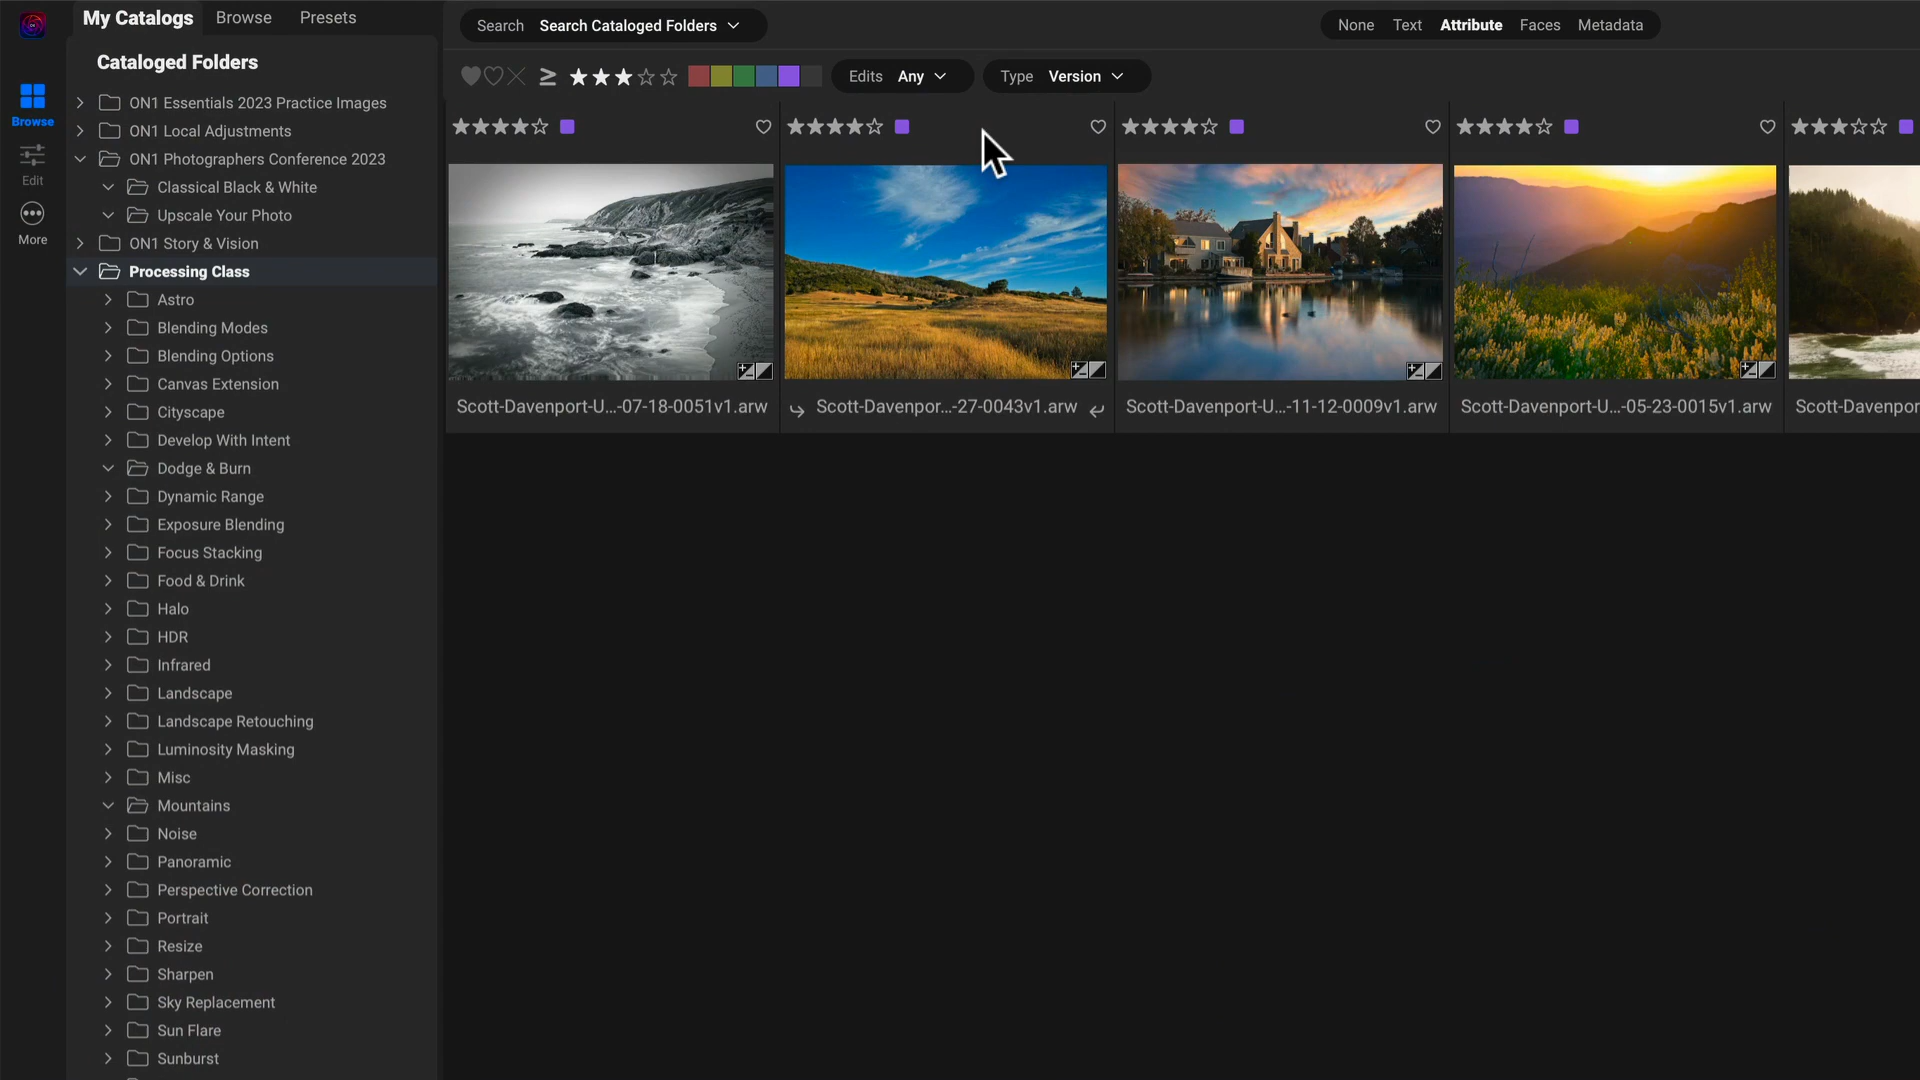 My Catalogs Browse Presets
Search Search Cataloged Folders
None Text Attribute Faces Metadata
Cataloged Folders
Edits Any
Type Version
Browse
Edit
More
ON1 Essentials 2023 Practice Images
ON1 Local Adjustments
ON1 Photographers Conference 2023
Classical Black & White
Upscale Your Photo
ON1 Story & Vision
Processing Class
Astro
Blending Modes
Blending Options
Canvas Extension
Cityscape
Develop With Intent
Dodge & Burn
Dynamic Range
Exposure Blending
Focus Stacking
Food & Drink
Halo
HDR
Infrared
Landscape
Landscape Retouching
Luminosity Masking
Misc
Mountains
Noise
Panoramic
Perspective Correction
Portrait
Resize
Sharpen
Sky Replacement
Sun Flare
Sunburst
Scott-Davenport-U...-07-18-0051v1.arw
Scott-Davenpor...-27-0043v1.arw
Scott-Davenport-U...-11-12-0009v1.arw
Scott-Davenport-U...-05-23-0015v1.arw
Scott-Davenpor